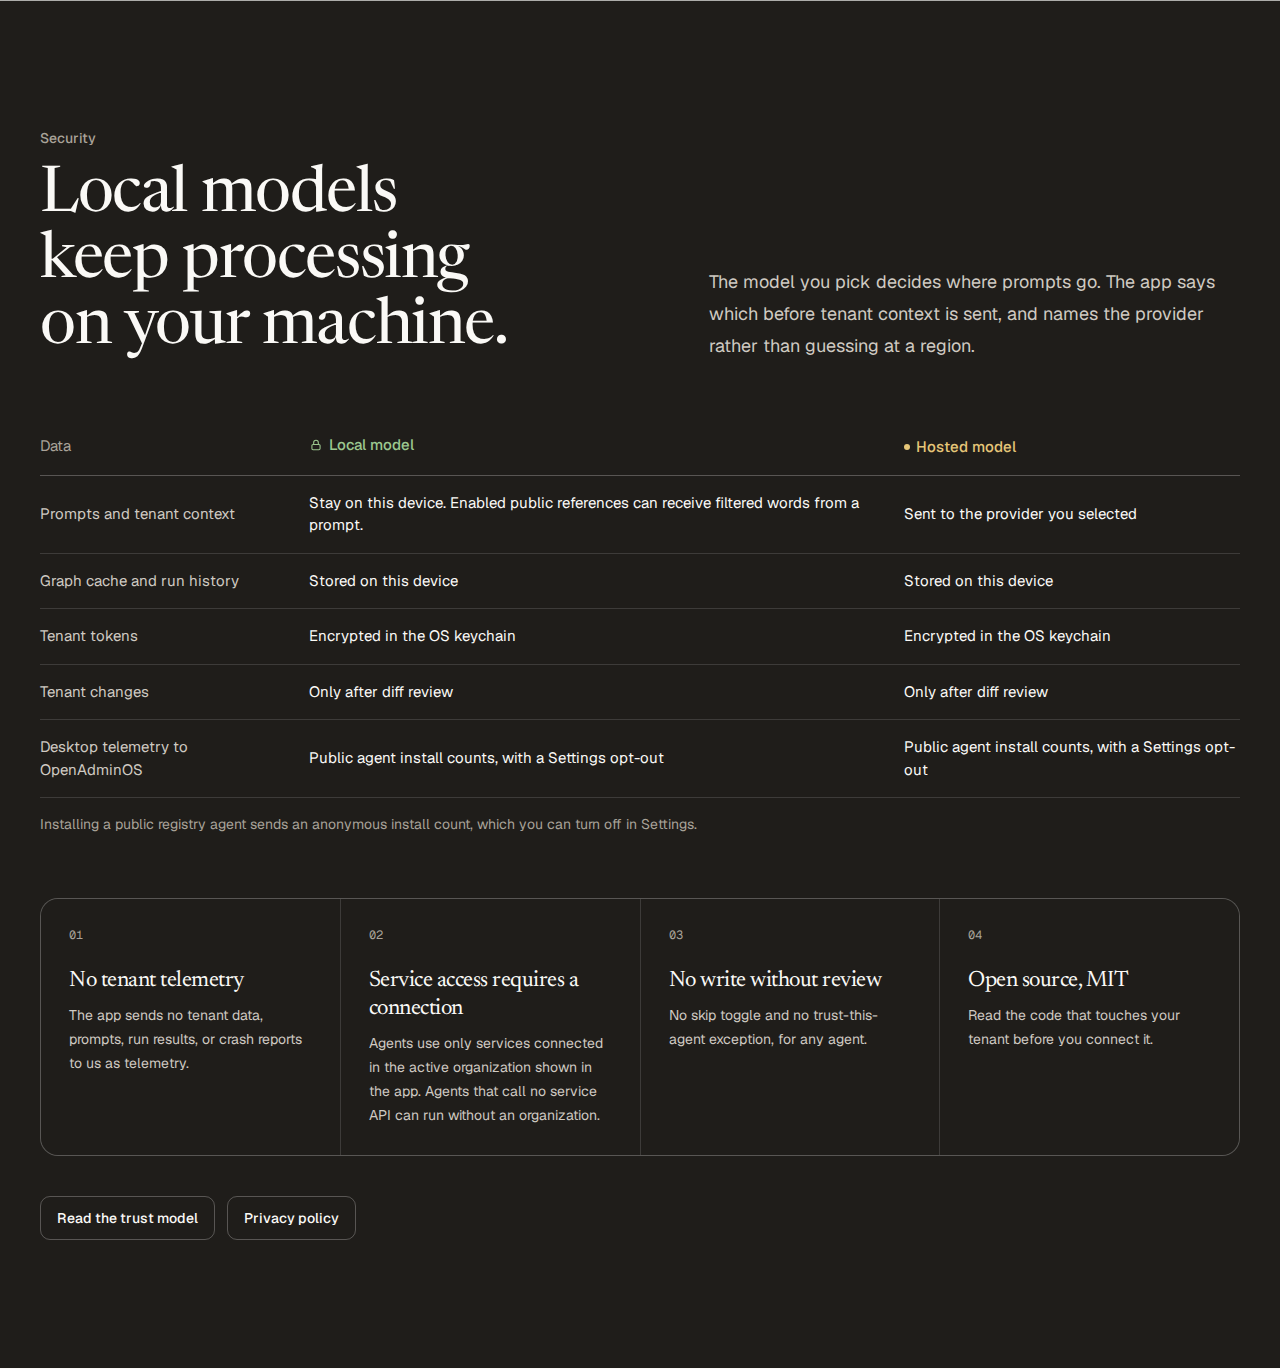 Security
Local models
keep processing
on your machine.
The model you pick decides where prompts go. The app says
which before tenant context is sent, and names the provider
rather than guessing at a region.
Data
Local model
Hosted model
Prompts and tenant context
Stay on this device. Enabled public references can receive filtered words from a
prompt.
Sent to the provider you selected
Graph cache and run history
Stored on this device
Stored on this device
Tenant tokens
Encrypted in the OS keychain
Encrypted in the OS keychain
Tenant changes
Only after diff review
Only after diff review
Desktop telemetry to
OpenAdminOS
Public agent install counts, with a Settings opt-out
Public agent install counts, with a Settings opt-
out
Installing a public registry agent sends an anonymous install count, which you can turn off in Settings.
01
No tenant telemetry
The app sends no tenant data,
prompts, run results, or crash reports
to us as telemetry.
02
Service access requires a
connection
Agents use only services connected
in the active organization shown in
the app. Agents that call no service
API can run without an organization.
03
No write without review
No skip toggle and no trust-this-
agent exception, for any agent.
04
Open source, MIT
Read the code that touches your
tenant before you connect it.
Read the trust model
Privacy policy